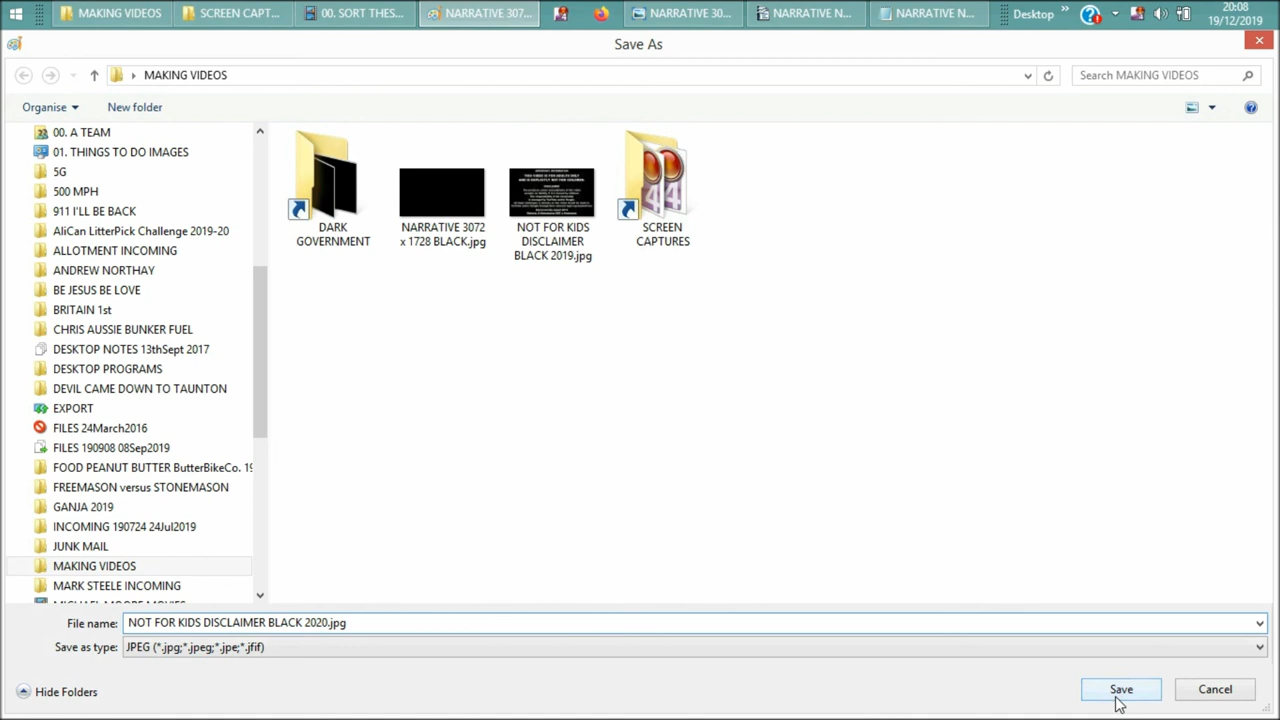 MAKING VIDEOS
SCREEN CAPT...
00. SORT THES...
NARRATIVE 307...
NARRATIVE 30...
NARRATIVE N...
NARRATIVE N...
Desktop
20:08
19/12/2019
Save As
MAKING VIDEOS
Search MAKING VIDEOS
Organise
New folder
00. A TEAM
01. THINGS TO DO IMAGES
5G
500 MPH
911 I'LL BE BACK
AliCan LitterPick Challenge 2019-20
ALLOTMENT INCOMING
ANDREW NORTHAY
BE JESUS BE LOVE
BRITAIN 1st
CHRIS AUSSIE BUNKER FUEL
DESKTOP NOTES 13thSept 2017
DESKTOP PROGRAMS
DEVIL CAME DOWN TO TAUNTON
EXPORT
FILES 24March2016
FILES 190908 08Sep2019
FOOD PEANUT BUTTER ButterBikeCo. 19
FREEMASON versus STONEMASON
GANJA 2019
INCOMING 190724 24Jul2019
JUNK MAIL
MAKING VIDEOS
MARK STEELE INCOMING
MICHAEL MOORE MOVIES
DARK
GOVERNMENT
NARRATIVE 3072
x 1728 BLACK.jpg
NOT FOR KIDS
DISCLAIMER
BLACK 2019.jpg
SCREEN
CAPTURES
File name: NOT FOR KIDS DISCLAIMER BLACK 2020.jpg
Save as type: JPEG (*.jpg;*.jpeg;*.jpe;*.jfif)
Hide Folders
Save
Cancel